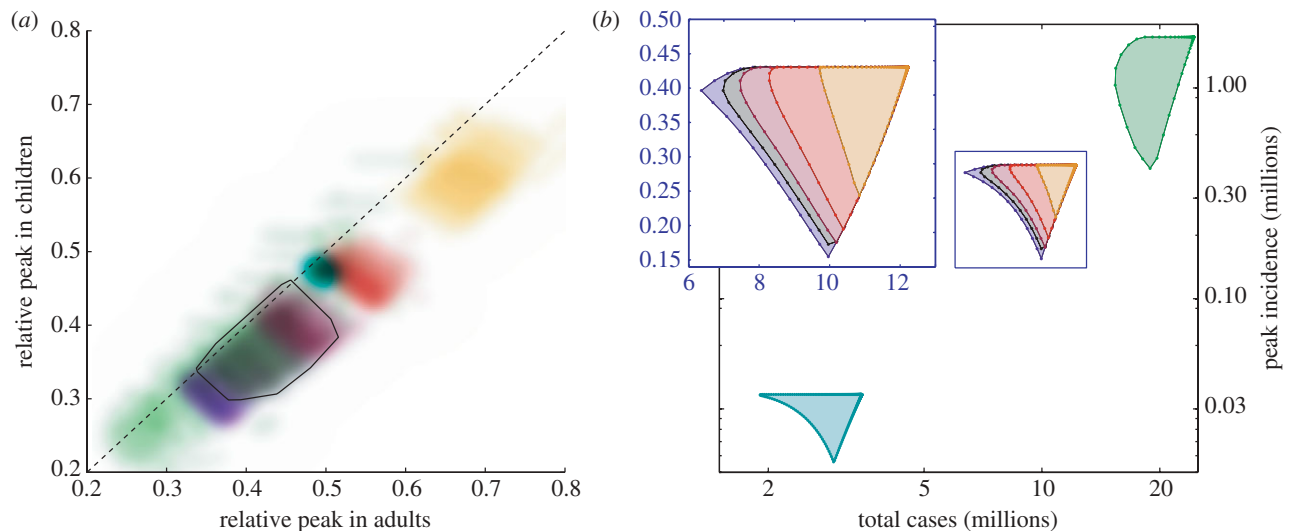 (a)
0.8
0.7
0.6
0.5
0.4
0.3
0.2
relative peak in children
0.2 0.3 0.4 0.5 0.6 0.7 0.8
relative peak in adults
(b)
0.50
0.45
0.40
0.35
0.30
0.25
0.20
0.15
6 8 10 12
1.00
0.30
0.10
0.03
peak incidence (millions)
2 5 10 20
total cases (millions)